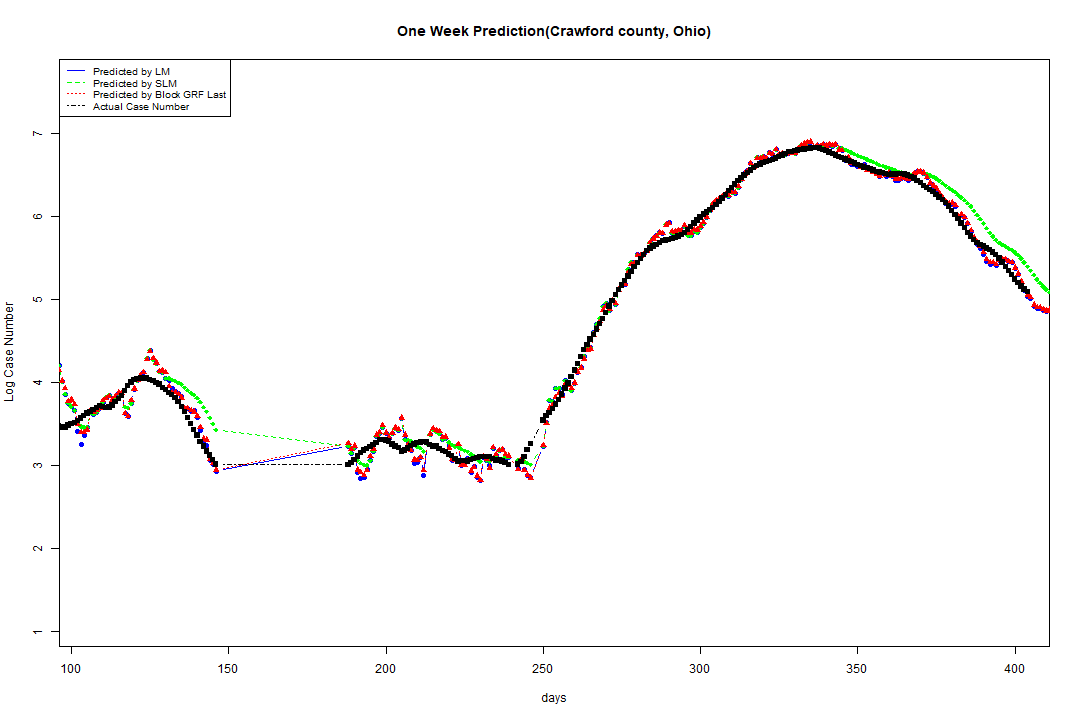 One Week Prediction(Crawford county, Ohio)
Predicted by LM
Predicted by SLM
Predicted by Block GRF Last
Actual Case Number
7
6
5
4
3
2
1
Log Case Number
100 150 200 250 300 350 400
days